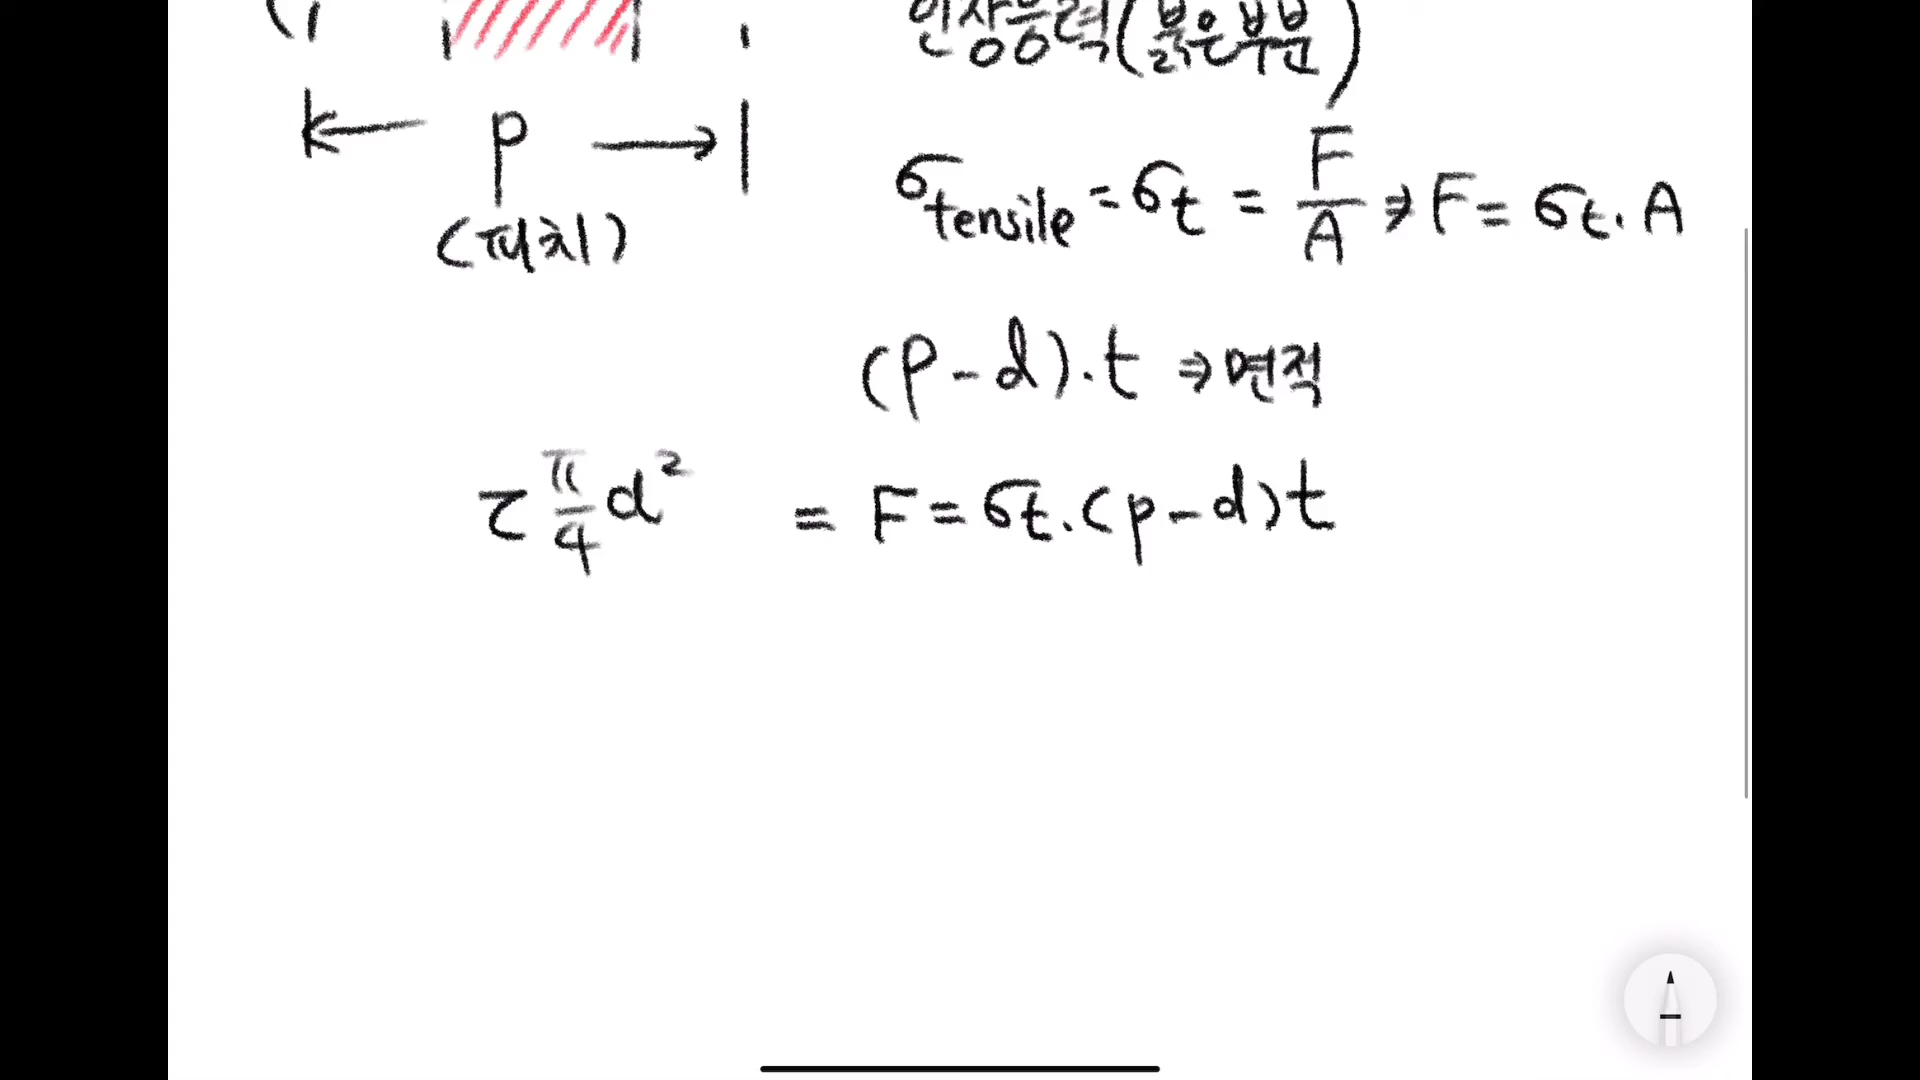 인장응력(붉은부분)
p
(피치)
σtensile = σt = F/A ⇒ F = σt · A
(p-d)·t ⇒ 면적
τ π/4 d² = F = σt·(p-d)t